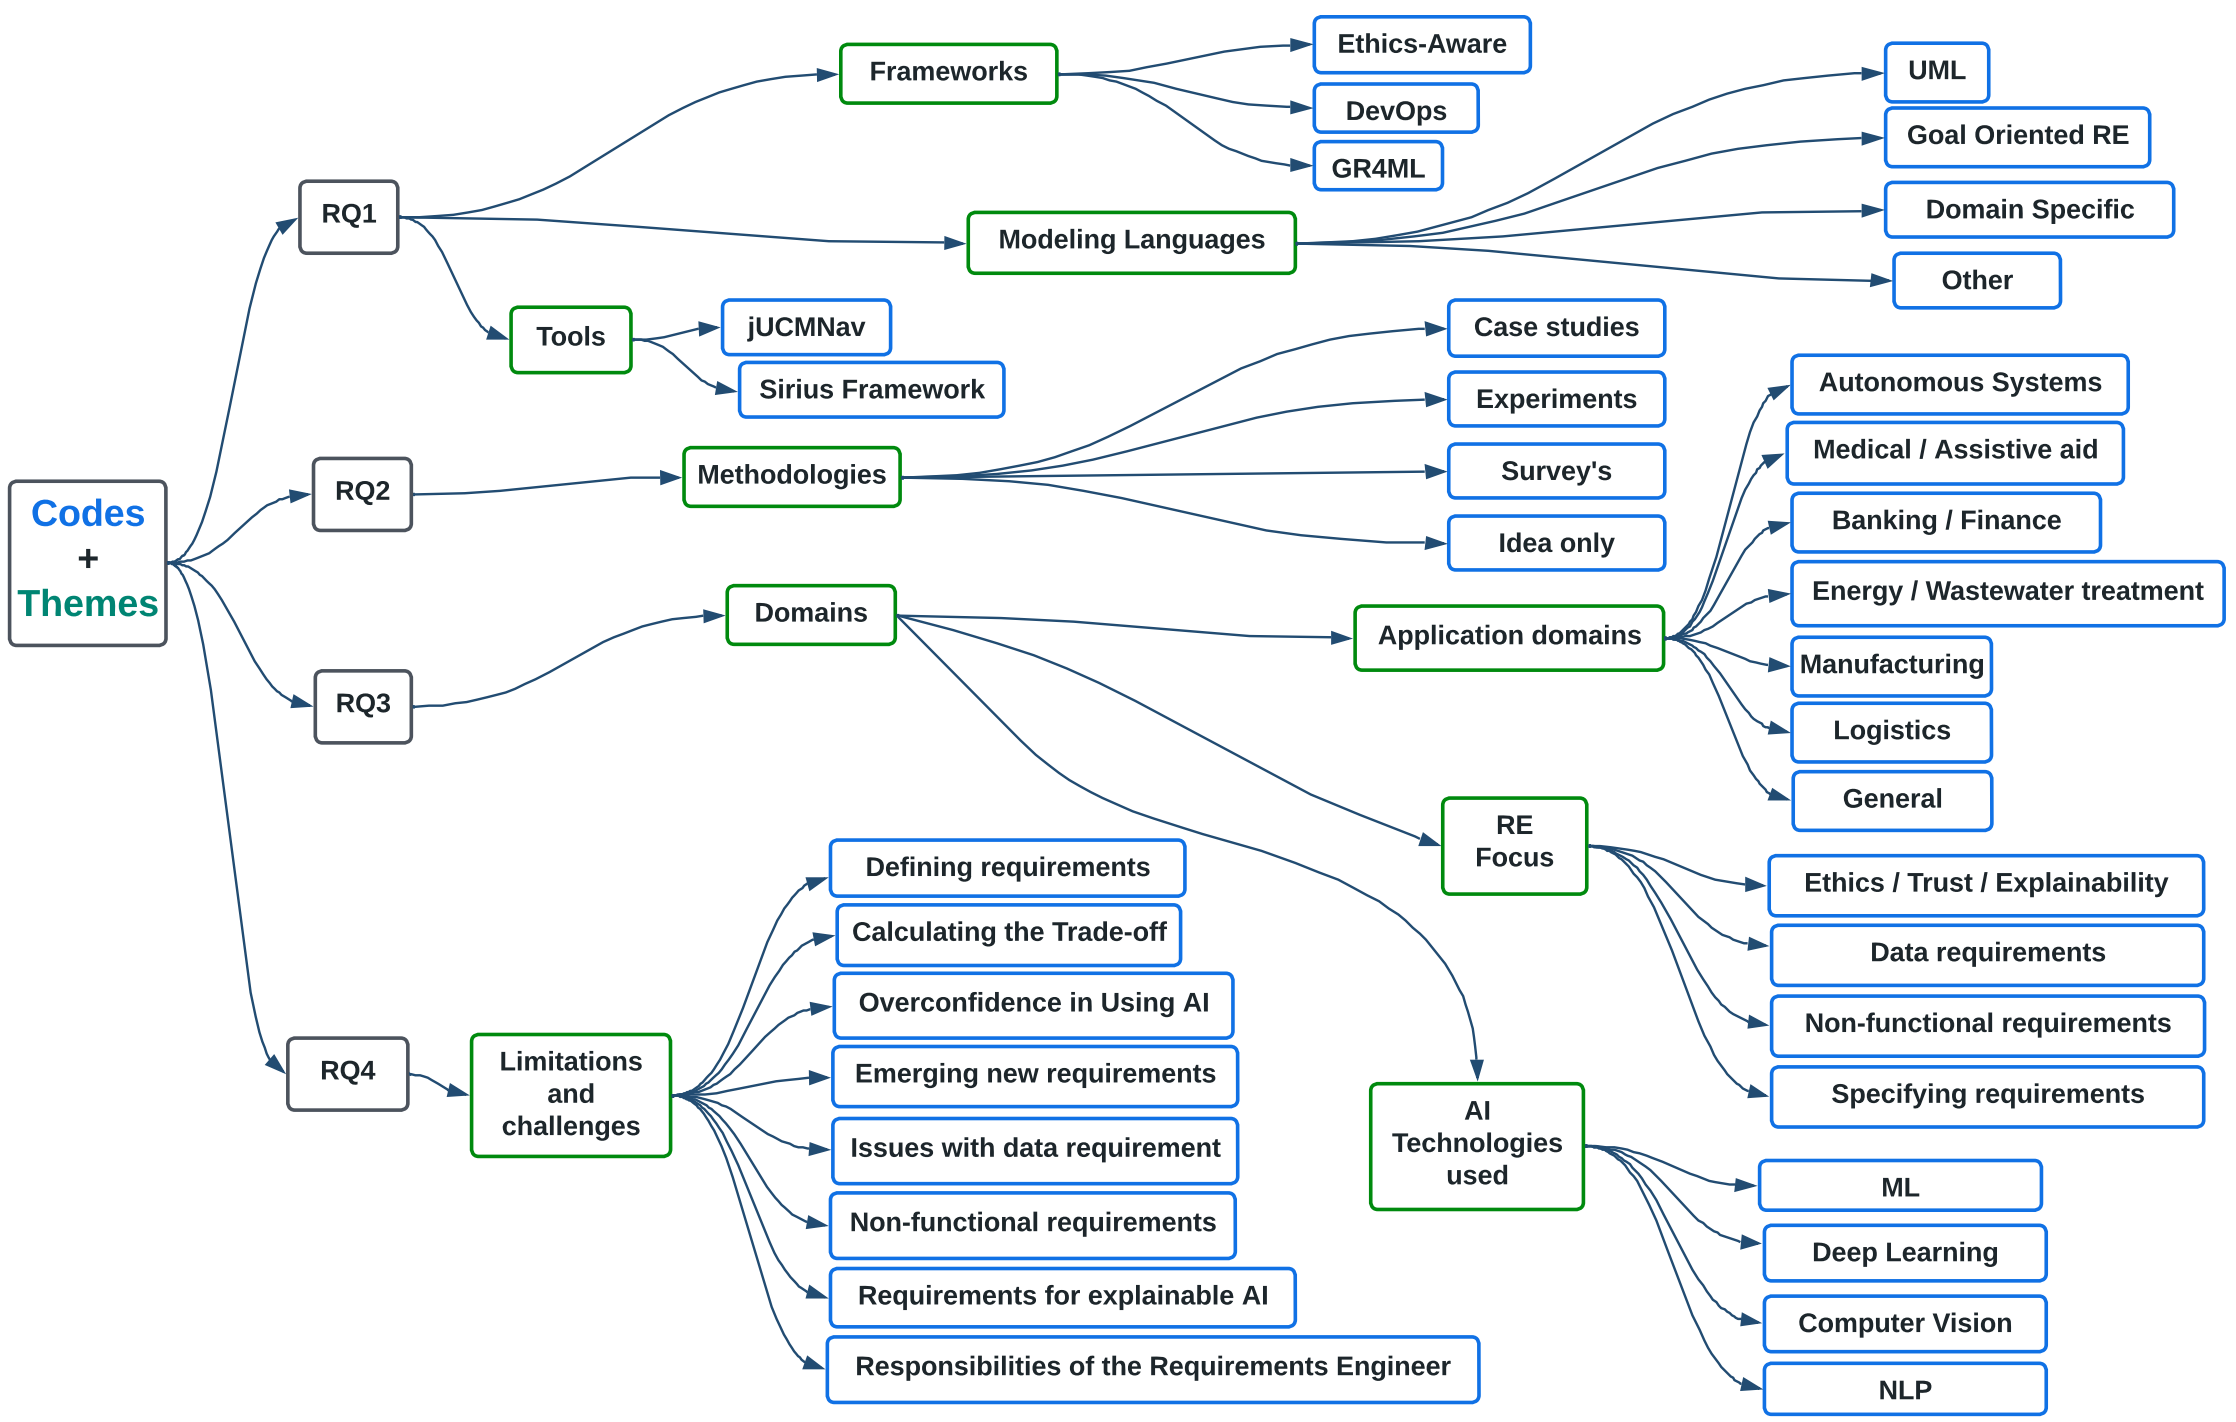 Codes
+
Themes
RQ1
Frameworks
Ethics-Aware
DevOps
GR4ML
Modeling Languages
UML
Goal Oriented RE
Domain Specific
Other
Tools
jUCMNav
Sirius Framework
RQ2
Methodologies
Case studies
Experiments
Survey's
Idea only
RQ3
Domains
Application domains
Autonomous Systems
Medical / Assistive aid
Banking / Finance
Energy / Wastewater treatment
Manufacturing
Logistics
General
RE
Focus
Ethics / Trust / Explainability
Data requirements
Non-functional requirements
Specifying requirements
AI
Technologies
used
ML
Deep Learning
Computer Vision
NLP
RQ4
Limitations
and
challenges
Defining requirements
Calculating the Trade-off
Overconfidence in Using AI
Emerging new requirements
Issues with data requirement
Non-functional requirements
Requirements for explainable AI
Responsibilities of the Requirements Engineer